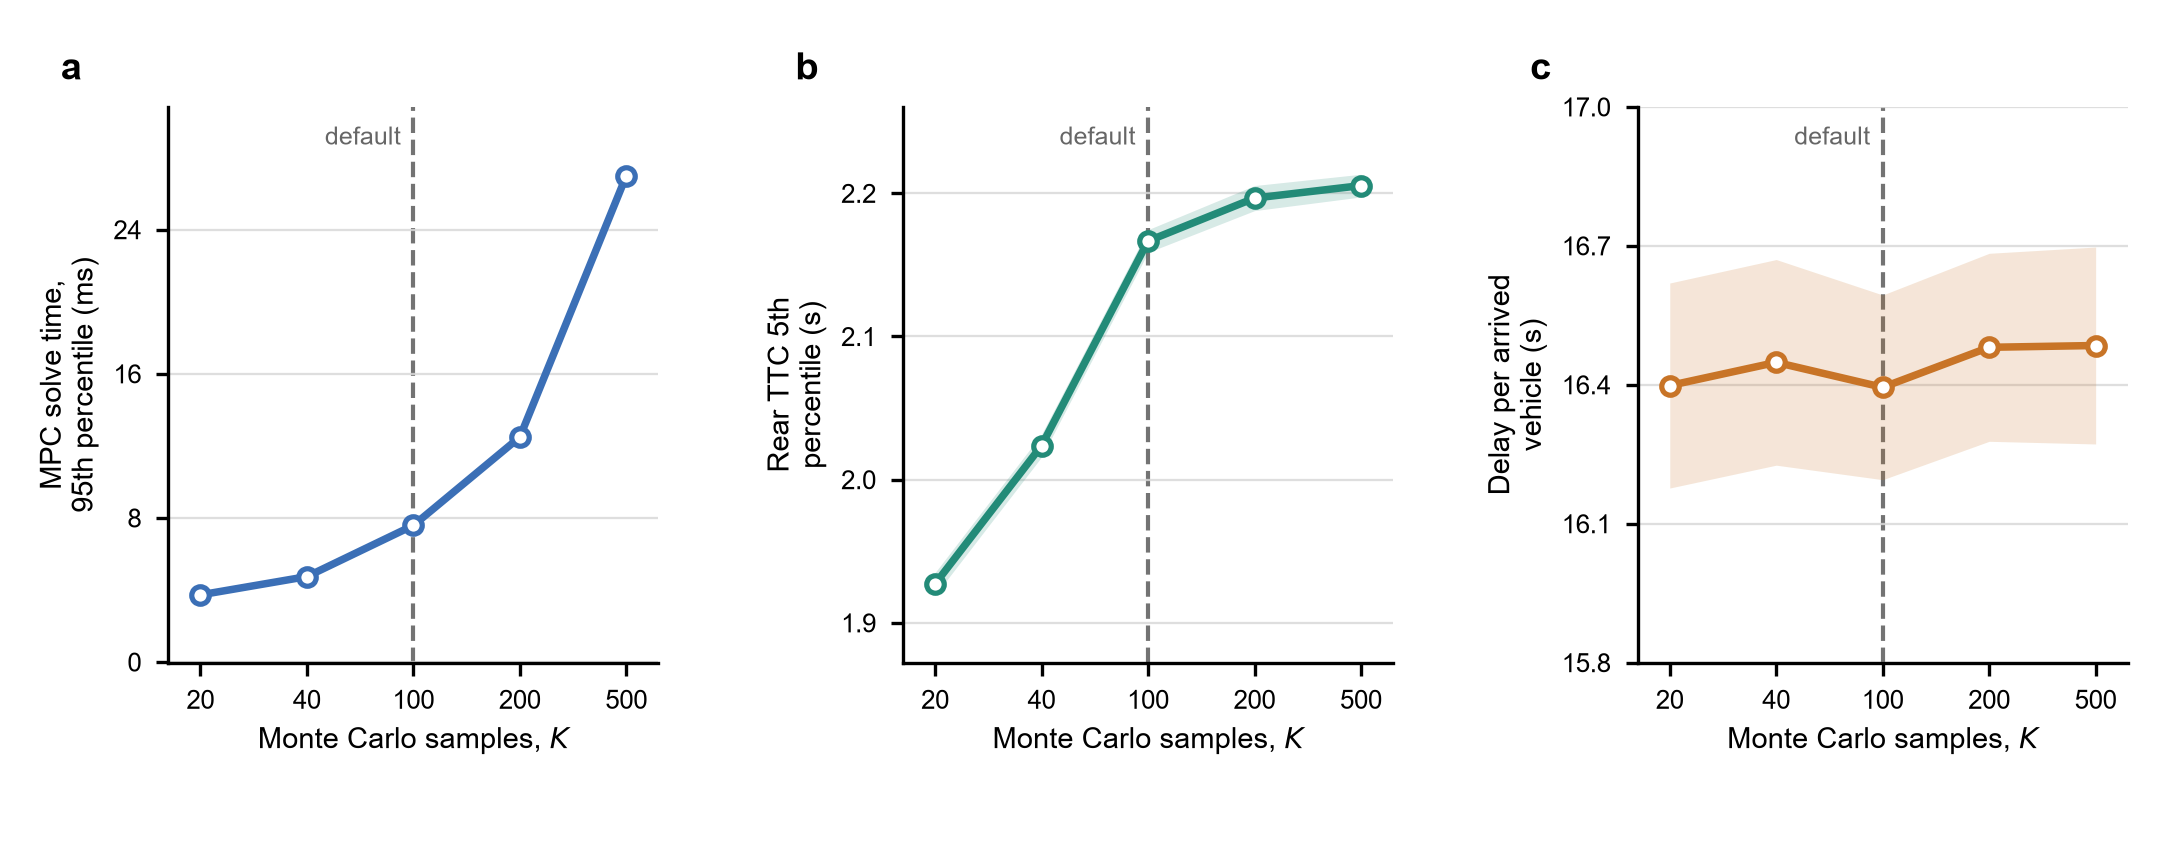 a
default
MPC solve time,
95th percentile (ms)
24
16
8
0
20 40 100 200 500
Monte Carlo samples, K
b
default
Rear TTC 5th
percentile (s)
2.2
2.1
2.0
1.9
20 40 100 200 500
Monte Carlo samples, K
c
default
Delay per arrived
vehicle (s)
17.0
16.7
16.4
16.1
15.8
20 40 100 200 500
Monte Carlo samples, K